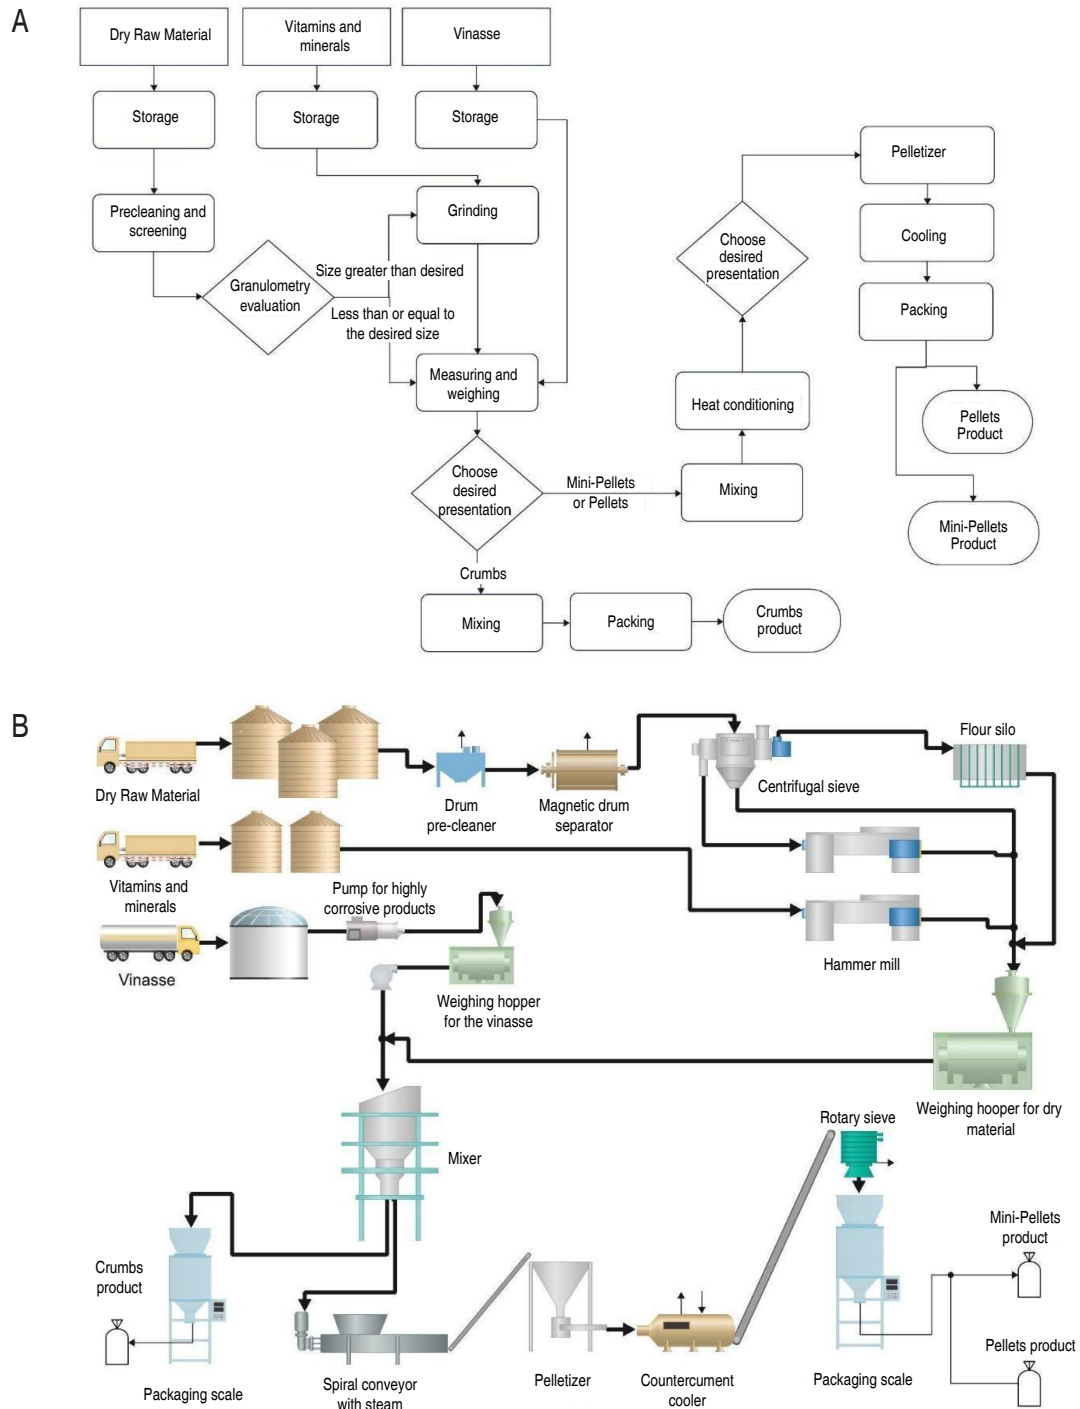 A
Dry Raw Material
Vitamins and
minerals
Vinasse
Storage
Storage
Storage
Precleaning and
screening
Grinding
Granulometry
evaluation
Size greater than desired
Less than or equal to
the desired size
Measuring and
weighing
Choose
desired
presentation
Mini-Pellets
or Pellets
Crumbs
Mixing
Packing
Crumbs
product
Mixing
Heat conditioning
Choose
desired
presentation
Pelletizer
Cooling
Packing
Pellets
Product
Mini-Pellets
Product
B
Dry Raw Material
Drum
pre-cleaner
Magnetic drum
separator
Centrifugal sieve
Flour silo
Vitamins and
minerals
Pump for highly
corrosive products
Vinasse
Weighing hopper
for the vinasse
Hammer mill
Weighing hooper for dry
material
Mixer
Rotary sieve
Crumbs
product
Packaging scale
Spiral conveyor
with steam
Pelletizer
Countercument
cooler
Packaging scale
Mini-Pellets
product
Pellets product